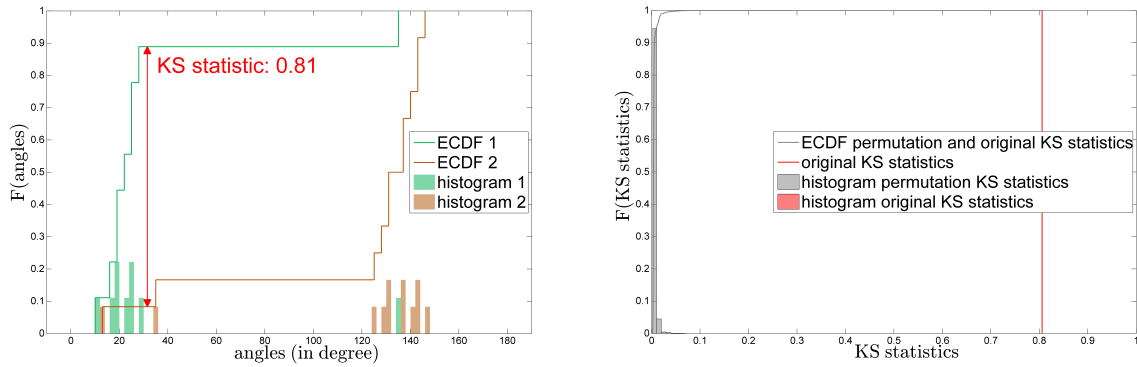 1
0.9
0.8
0.7
0.6
0.5
0.4
0.3
0.2
0.1
0
F(angles)
KS statistic: 0.81
ECDF 1
ECDF 2
histogram 1
histogram 2
0 20 40 60 80 100 120 140 160 180
angles (in degree)
1
0.9
0.8
0.7
0.6
0.5
0.4
0.3
0.2
0.1
0
F(KS statistics)
ECDF permutation and original KS statistics
original KS statistics
histogram permutation KS statistics
histogram original KS statistics
0 0.1 0.2 0.3 0.4 0.5 0.6 0.7 0.8 0.9 1
KS statistics